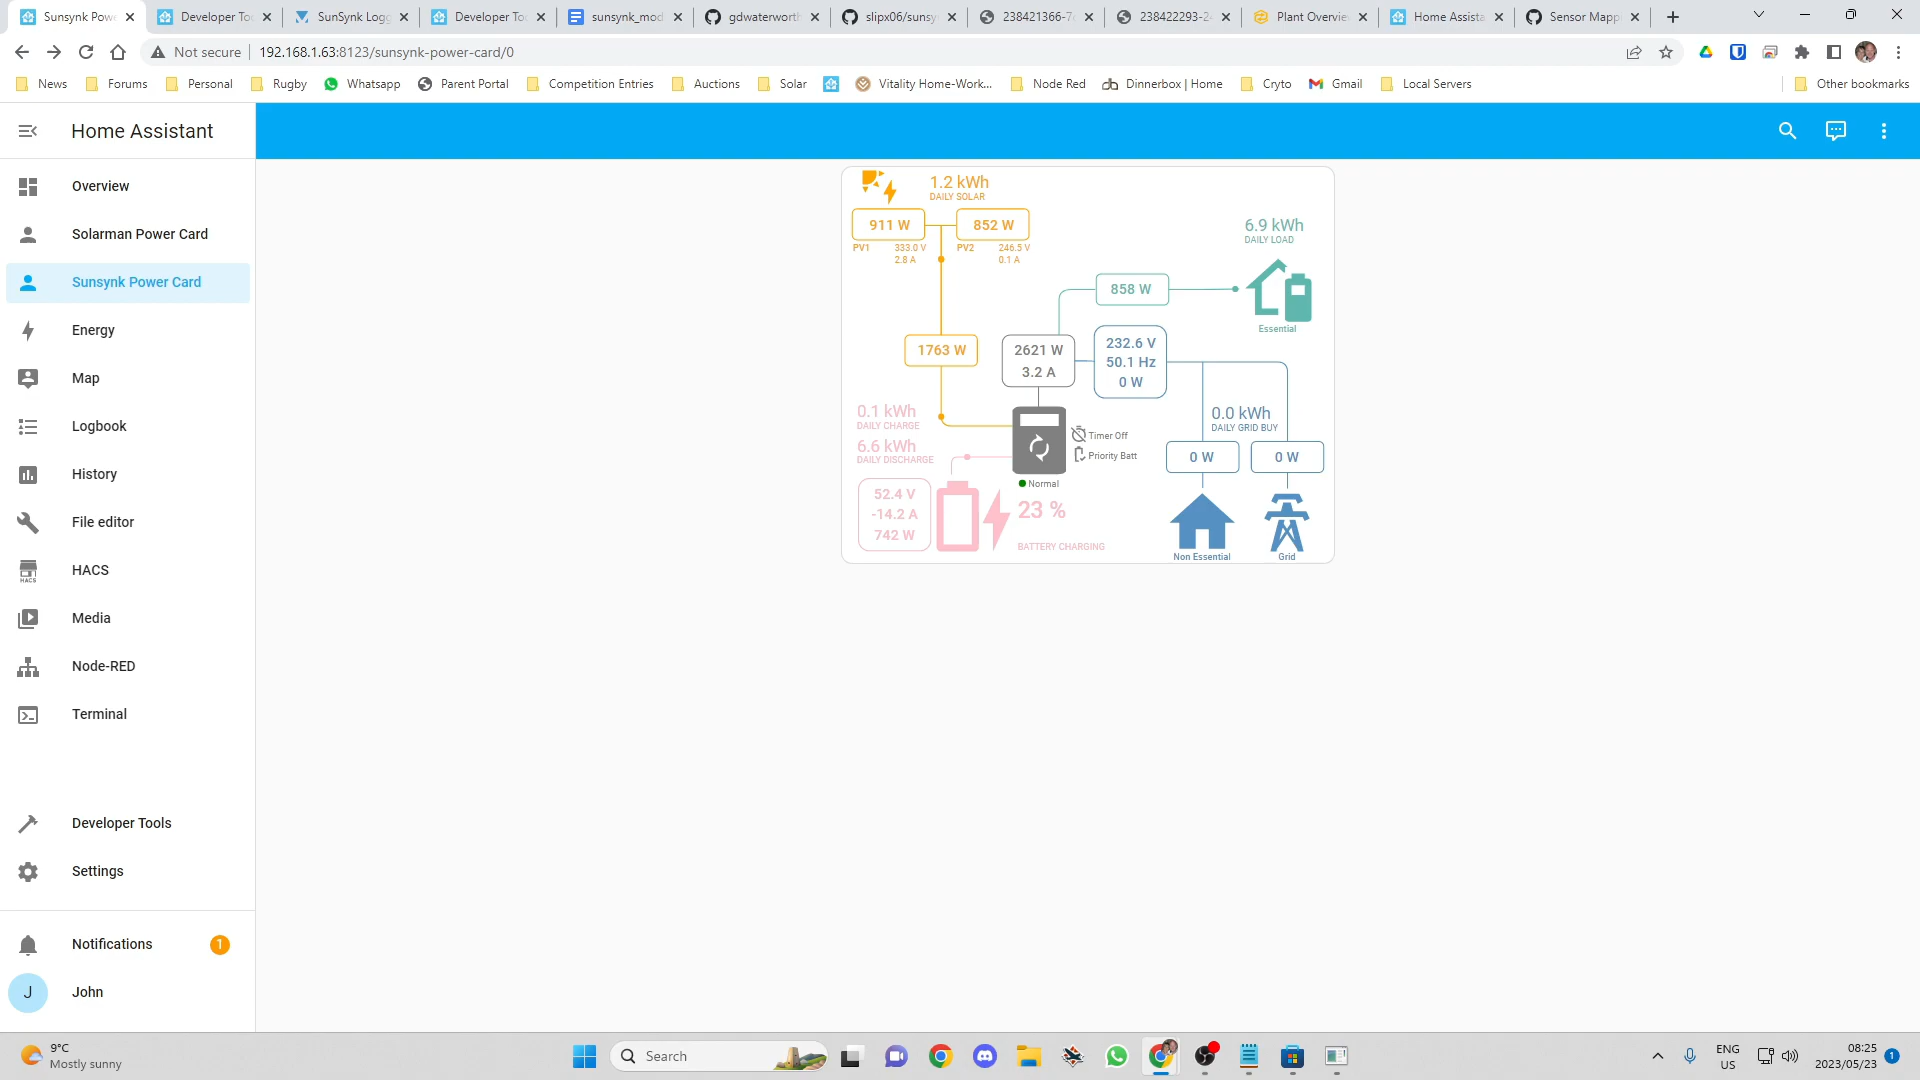 Sunsynk Powe
Developer Too
SunSynk Logg
Developer Too
sunsynk_mod
gdwaterworth
slipx06/sunsy
238421366-7
238422293-2
Plant Overvie
Home Assista
Sensor Mapp
Not secure
192.168.1.63:8123/sunsynk-power-card/0
News
Forums
Personal
Rugby
Whatsapp
Parent Portal
Competition Entries
Auctions
Solar
Vitality Home-Work...
Node Red
Dinnerbox | Home
Cryto
Gmail
Local Servers
Other bookmarks
Home Assistant
Overview
Solarman Power Card
Sunsynk Power Card
Energy
Map
Logbook
History
File editor
HACS
HACS
Media
Node-RED
Terminal
Developer Tools
Settings
Notifications
1
J
John
1.2 kWh
DAILY SOLAR
911 W
852 W
PV1
333.0 V
2.8 A
PV2
246.5 V
0.1 A
6.9 kWh
DAILY LOAD
858 W
Essential
1763 W
2621 W
3.2 A
232.6 V
50.1 Hz
0 W
0.1 kWh
DAILY CHARGE
6.6 kWh
DAILY DISCHARGE
Timer Off
Priority Batt
Normal
0.0 kWh
DAILY GRID BUY
0 W
0 W
52.4 V
-14.2 A
742 W
23 %
BATTERY CHARGING
Non Essential
Grid
9°C
Mostly sunny
Search
ENG
US
08:25
2023/05/23
1